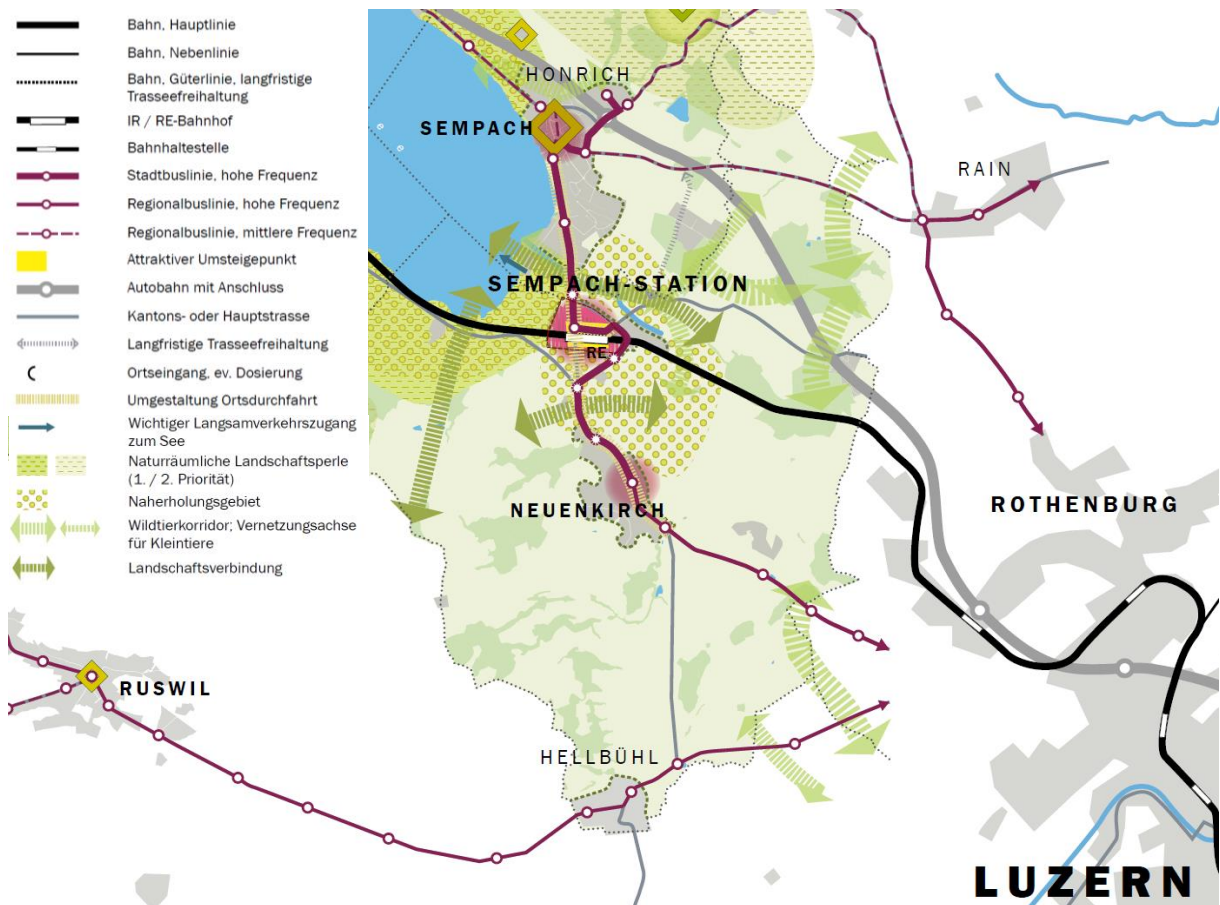 Bahn, Hauptlinie
Bahn, Nebenlinie
Bahn, Güterlinie, langfristige
Trasseefreihaltung
IR / RE-Bahnhof
Bahnhaltestelle
Stadtbuslinie, hohe Frequenz
Regionalbuslinie, hohe Frequenz
Regionalbuslinie, mittlere Frequenz
Attraktiver Umsteigepunkt
Autobahn mit Anschluss
Kantons- oder Hauptstrasse
Langfristige Trasseefreihaltung
Ortseingang, ev. Dosierung
Umgestaltung Ortsdurchfahrt
Wichtiger Langsamverkehrszugang
zum See
Naturräumliche Landschaftsperle
(1. / 2. Priorität)
Naherholungsgebiet
Wildtierkorridor; Vernetzungsachse
für Kleintiere
Landschaftsverbindung
HONRICH
SEMPACH
RAIN
SEMPACH-STATION
RE
ROTHENBURG
NEUENKIRCH
RUSWIL
HELLBÜHL
LUZERN